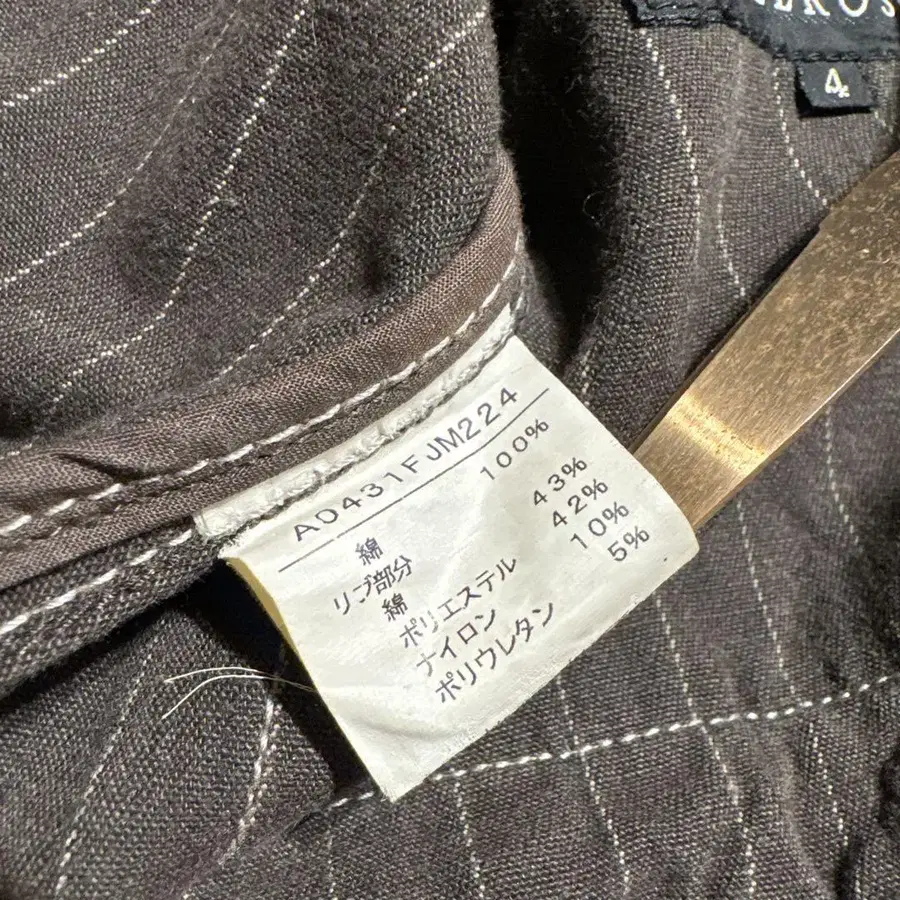 4
A0431FJM224
綿 100%
リブ部分
綿 43%
ポリエステル 42%
ナイロン 10%
ポリウレタン 5%